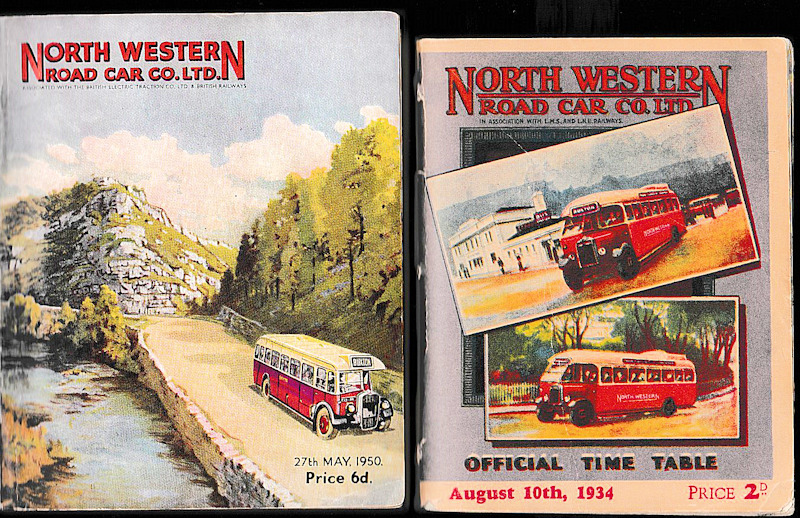 NORTH WESTERN
ROAD CAR CO. LTD.
ASSOCIATED WITH THE BRITISH ELECTRIC TRACTION CO. LTD. & BRITISH RAILWAYS
27th MAY, 1950.
Price 6d.
NORTH WESTERN
ROAD CAR CO. LTD.
IN ASSOCIATION WITH L.M.S. AND L.N.E. RAILWAYS.
BUXTON
NORTH WESTERN
OFFICIAL TIME TABLE
August 10th, 1934
PRICE 2D